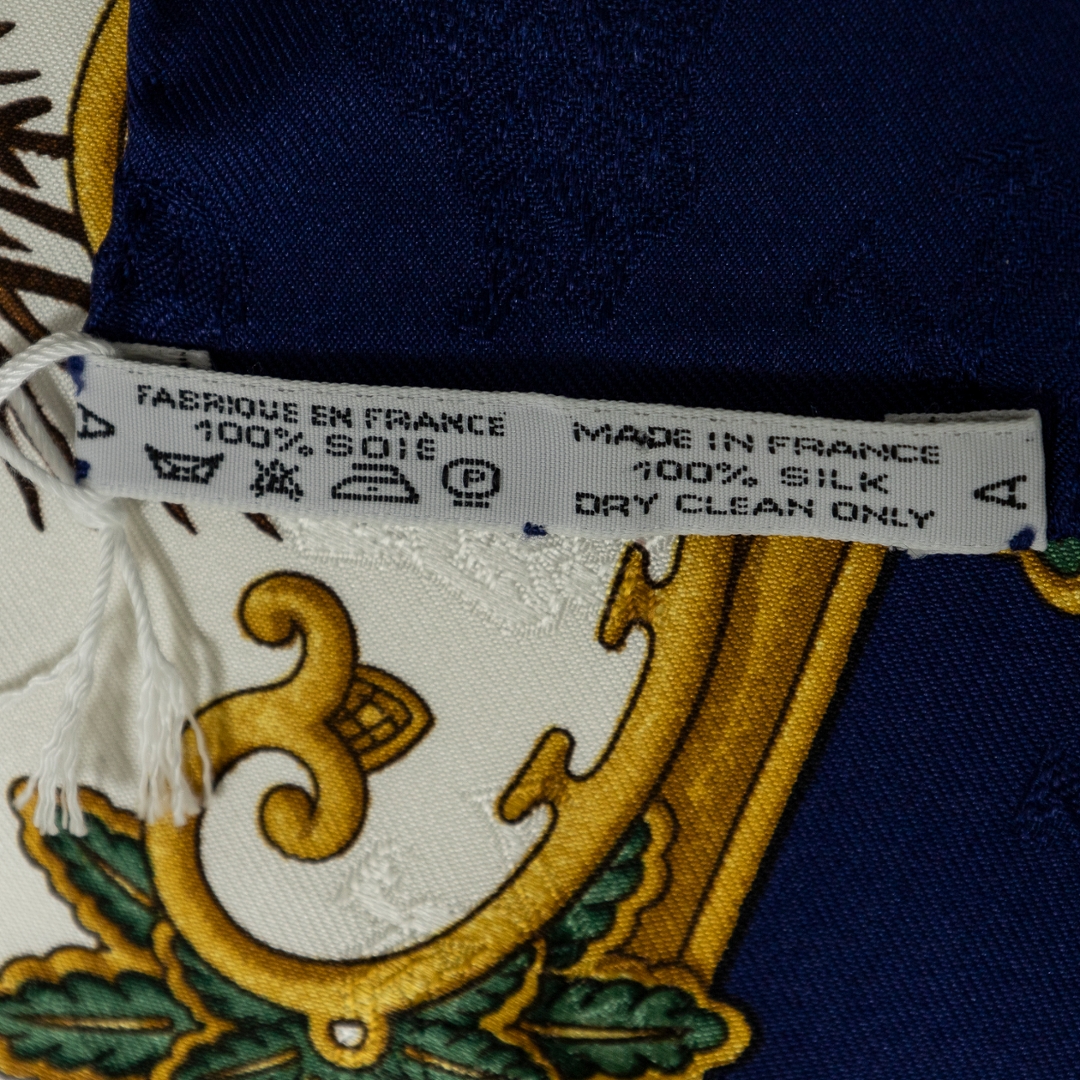 A
FABRIQUE EN FRANCE
100% SOIE
P
MADE IN FRANCE
100% SILK
DRY CLEAN ONLY
A